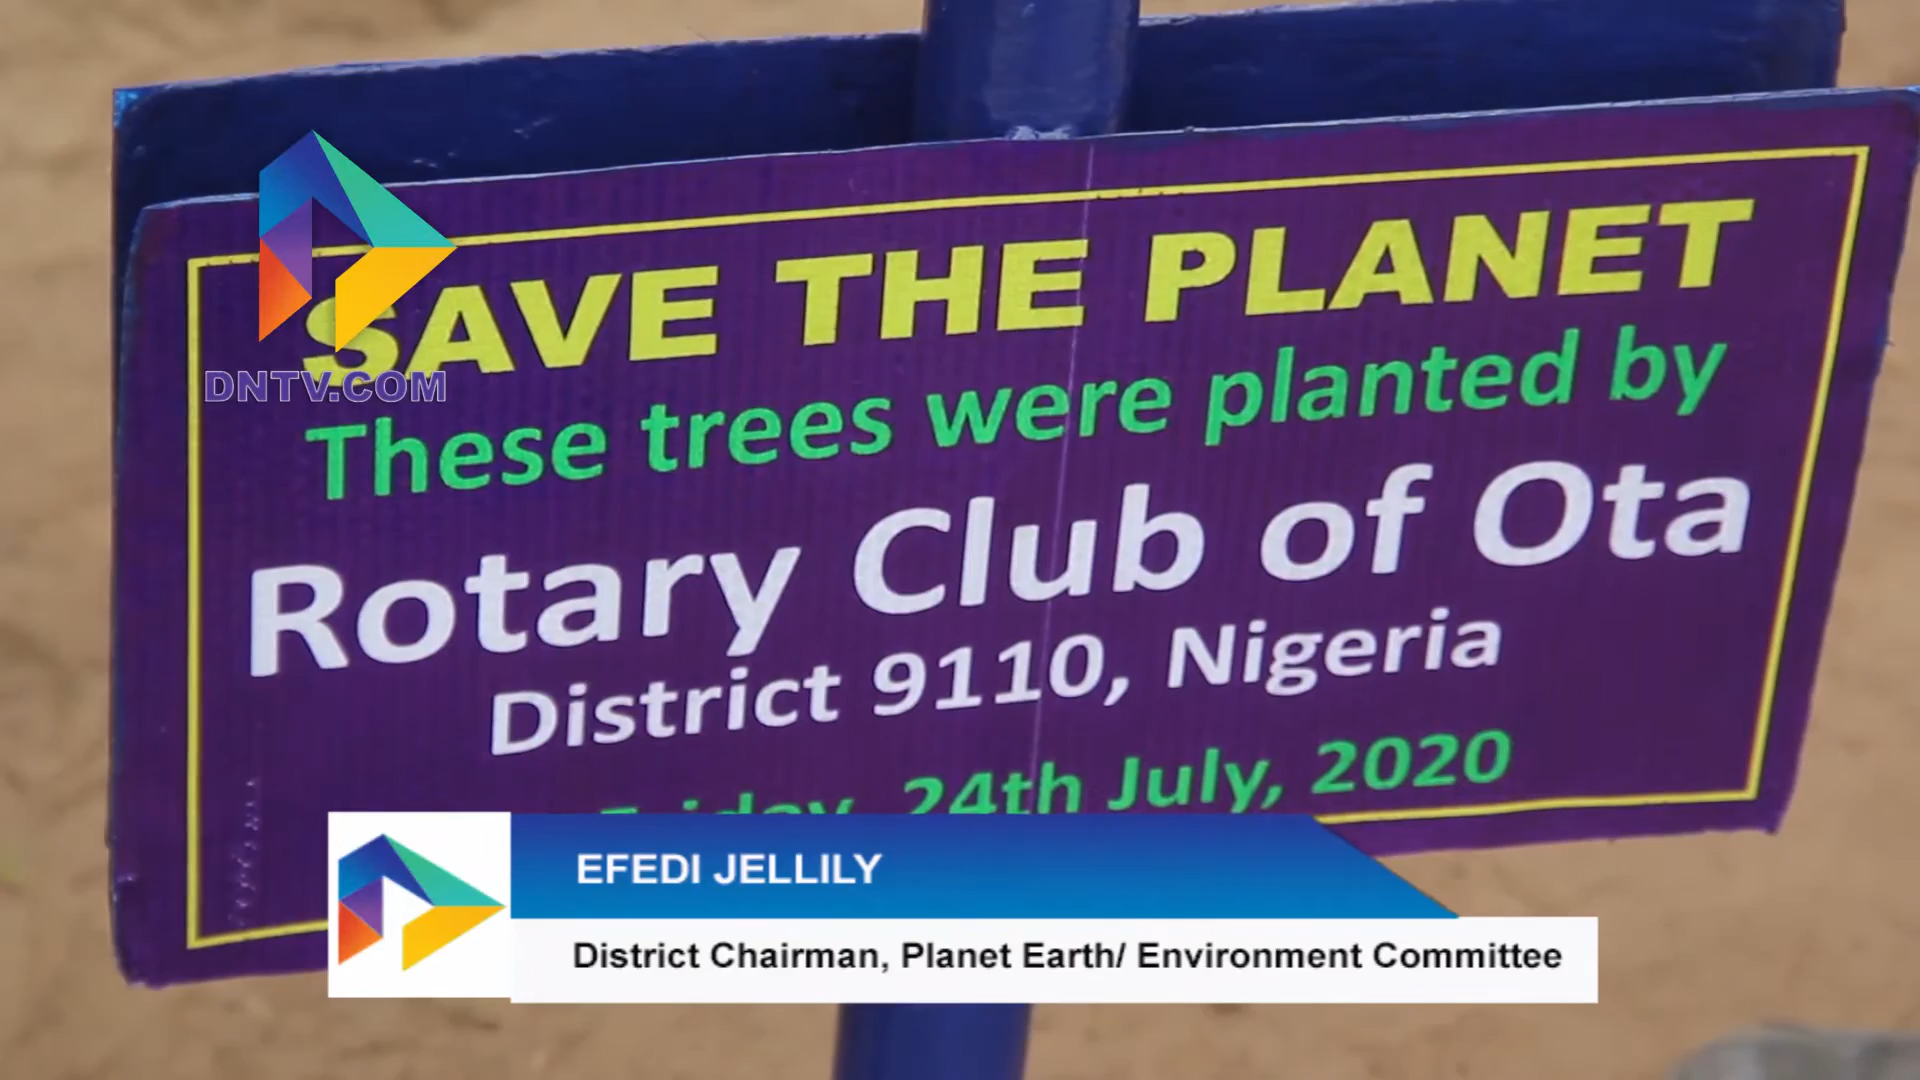 SAVE THE PLANET
DNTV.COM
These trees were planted by
Rotary Club of Ota
District 9110, Nigeria
Friday, 24th July, 2020
EFEDI JELLILY
District Chairman, Planet Earth/ Environment Committee